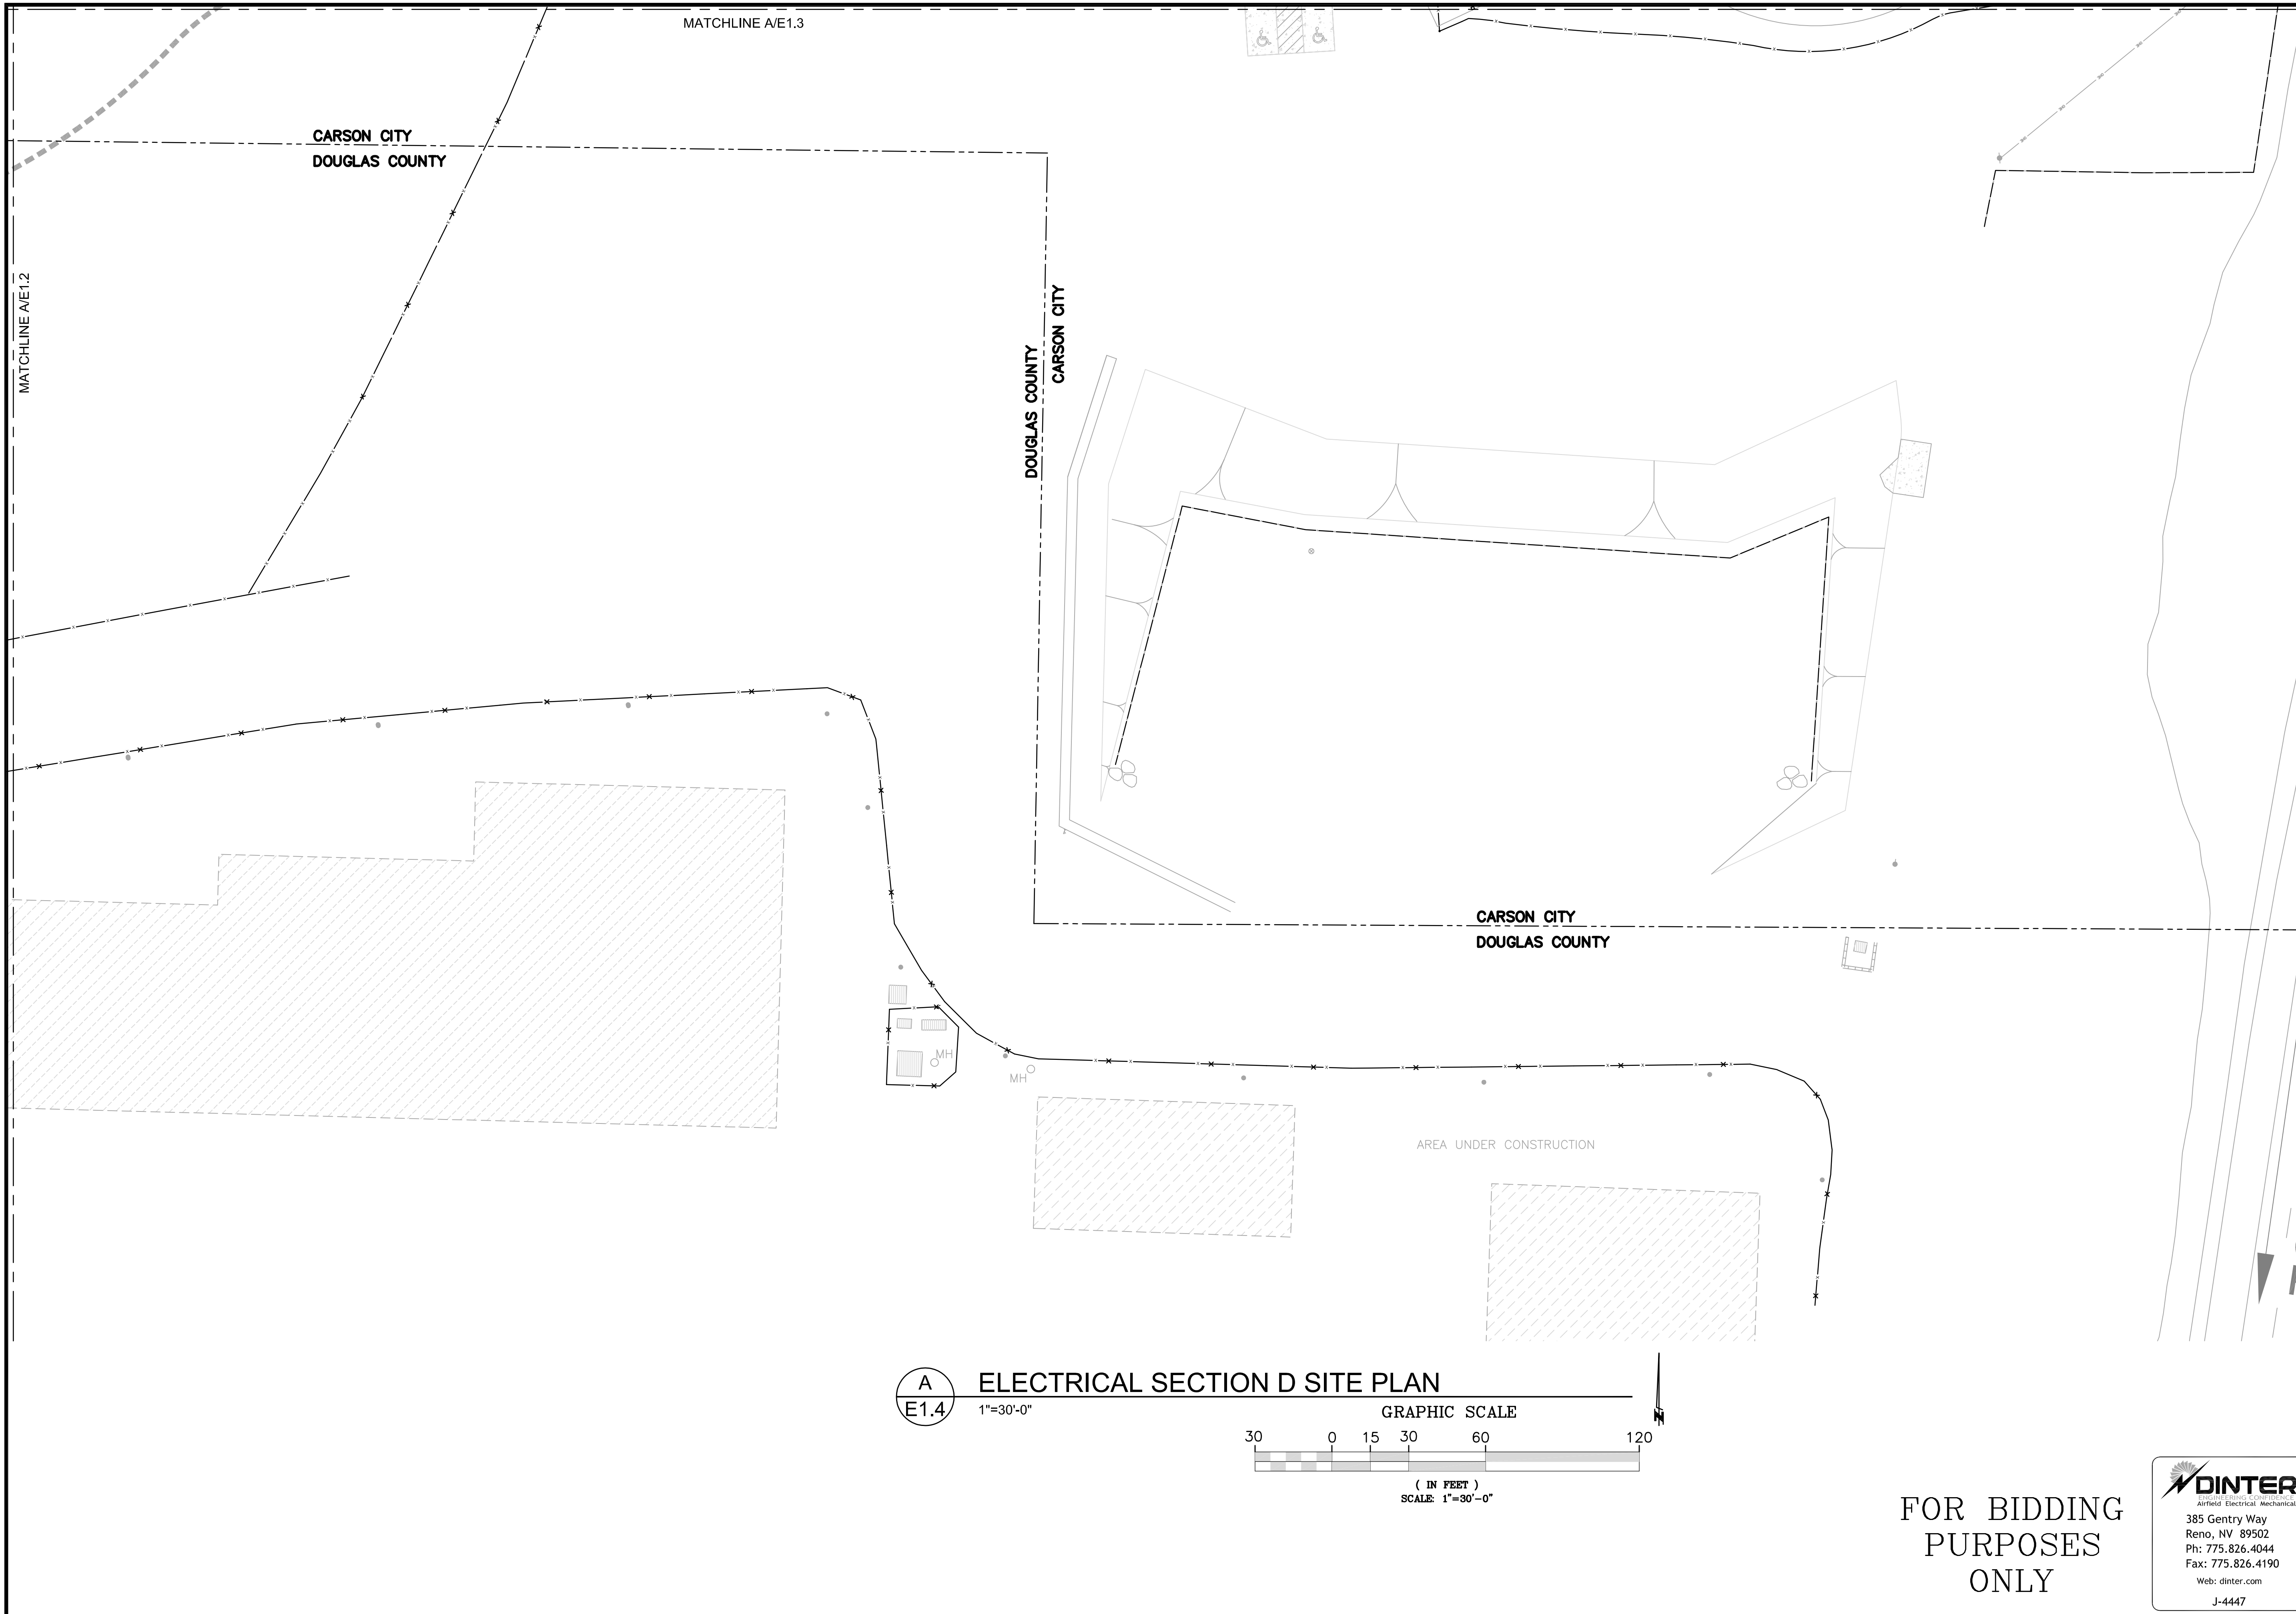 MATCHLINE A/E1.3
CARSON CITY
DOUGLAS COUNTY
MATCHLINE A/E1.2
DOUGLAS COUNTY
CARSON CITY
CARSON CITY
DOUGLAS COUNTY
MH
MH
AREA UNDER CONSTRUCTION
A
E1.4
ELECTRICAL SECTION D SITE PLAN
1"=30'-0"
GRAPHIC SCALE
N
30 0 15 30 60 120
( IN FEET )
SCALE: 1"=30'-0"
FOR BIDDING
PURPOSES
ONLY
DINTER
ENGINEERING CONFIDENCE
Airfield Electrical Mechanical
385 Gentry Way
Reno, NV 89502
Ph: 775.826.4044
Fax: 775.826.4190
Web: dinter.com
J-4447